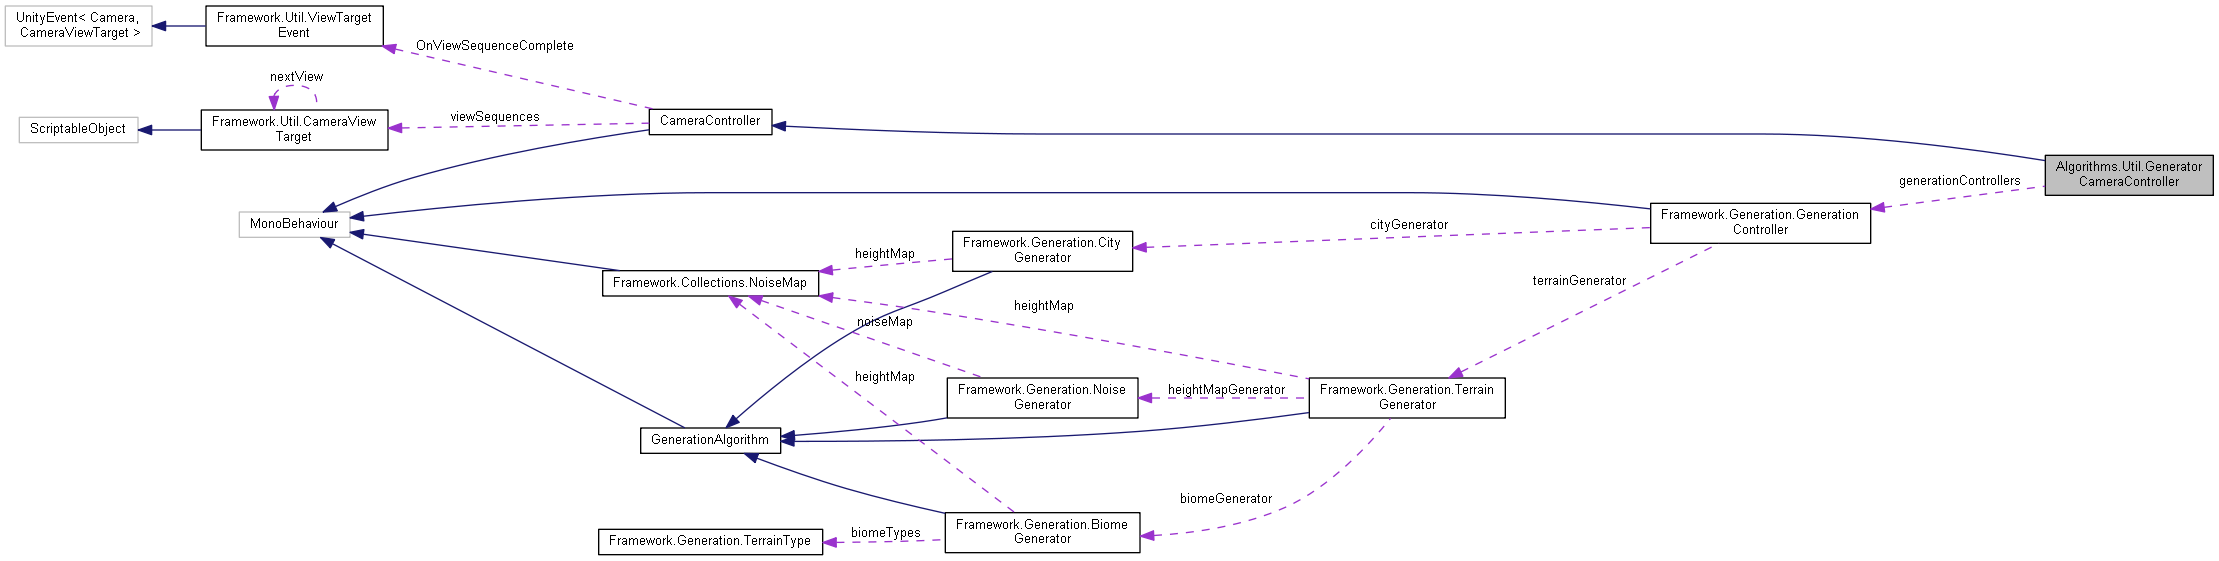 UnityEvent< Camera,
CameraViewTarget >
Framework.Util.ViewTarget
Event
OnViewSequenceComplete
nextView
ScriptableObject
Framework.Util.CameraView
Target
viewSequences
CameraController
Algorithms.Util.Generator
CameraController
generationControllers
MonoBehaviour
Framework.Generation.Generation
Controller
cityGenerator
Framework.Generation.City
Generator
heightMap
Framework.Collections.NoiseMap
terrainGenerator
heightMap
noiseMap
heightMap
Framework.Generation.Noise
Generator
heightMapGenerator
Framework.Generation.Terrain
Generator
GenerationAlgorithm
biomeGenerator
Framework.Generation.Biome
Generator
biomeTypes
Framework.Generation.TerrainType